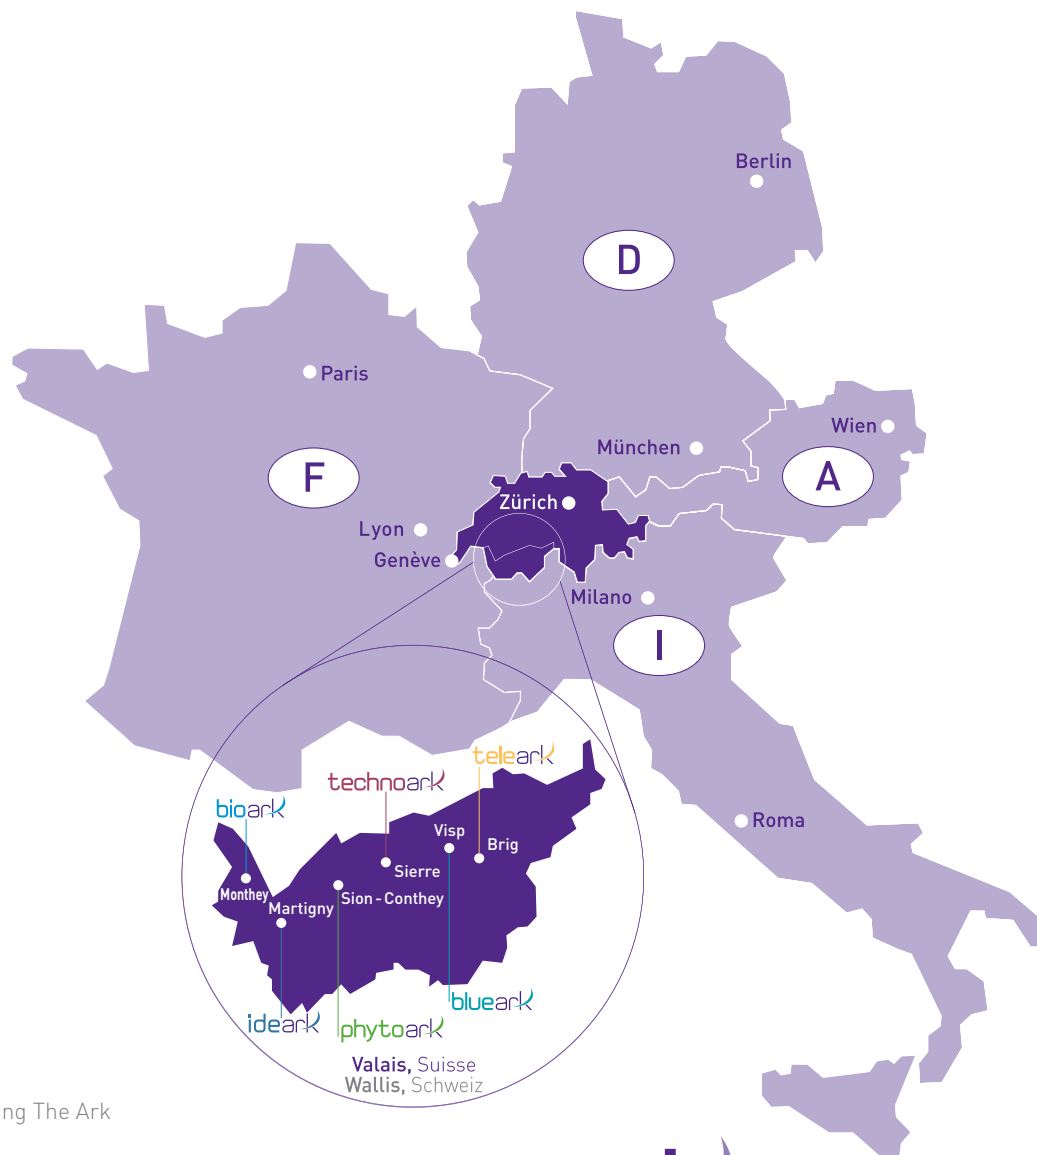 Berlin
D
Paris
Wien
München
A
F
Zürich
Lyon
Genève
Milano
I
teleark
technoark
bioark
Roma
Visp
Brig
Sierre
Monthey
Sion - Conthey
Martigny
blueark
ideark
phytoark
Valais, Suisse
Wallis, Schweiz
ng The Ark